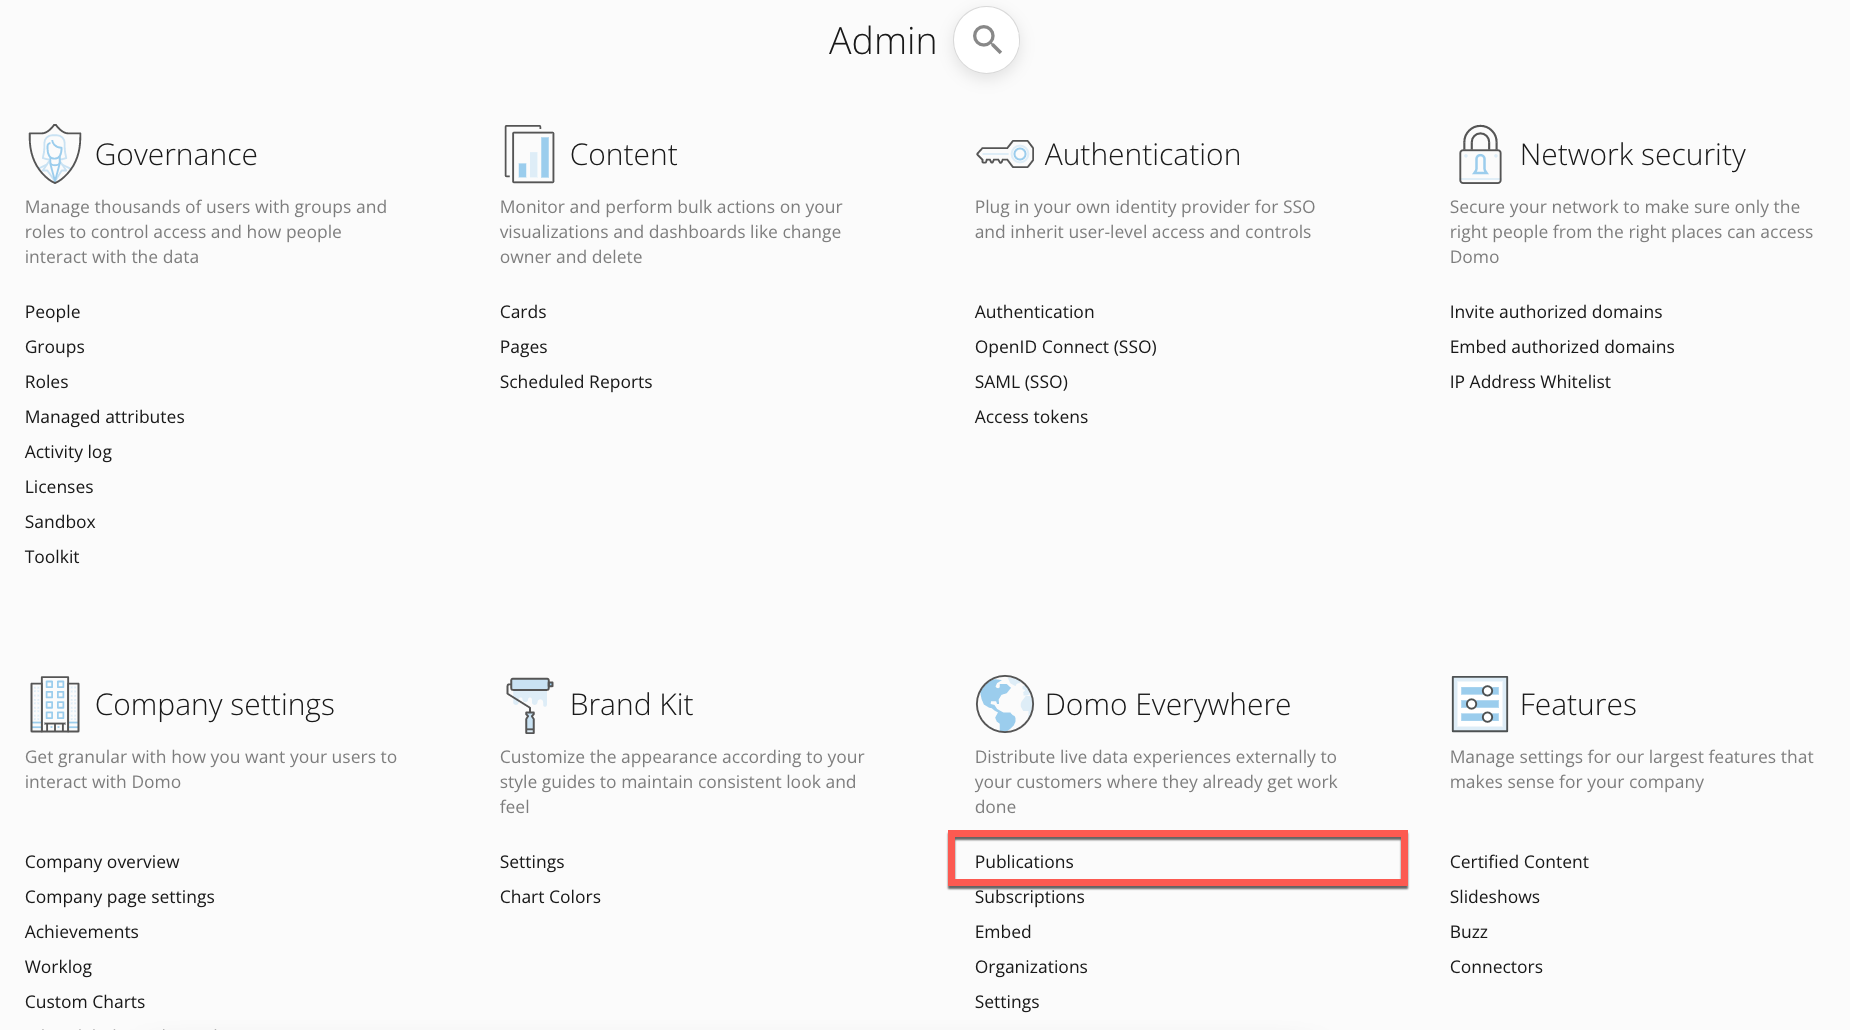 Admin
Governance
Manage thousands of users with groups and
roles to control access and how people
interact with the data
People
Groups
Roles
Managed attributes
Activity log
Licenses
Sandbox
Toolkit
Content
Monitor and perform bulk actions on your
visualizations and dashboards like change
owner and delete
Cards
Pages
Scheduled Reports
Authentication
Plug in your own identity provider for SSO
and inherit user-level access and controls
Authentication
OpenID Connect (SSO)
SAML (SSO)
Access tokens
Network security
Secure your network to make sure only the
right people from the right places can access
Domo
Invite authorized domains
Embed authorized domains
IP Address Whitelist
Company settings
Get granular with how you want your users to
interact with Domo
Company overview
Company page settings
Achievements
Worklog
Custom Charts
Brand Kit
Customize the appearance according to your
style guides to maintain consistent look and
feel
Settings
Chart Colors
Domo Everywhere
Distribute live data experiences externally to
your customers where they already get work
done
Publications
Subscriptions
Embed
Organizations
Settings
Features
Manage settings for our largest features that
makes sense for your company
Certified Content
Slideshows
Buzz
Connectors